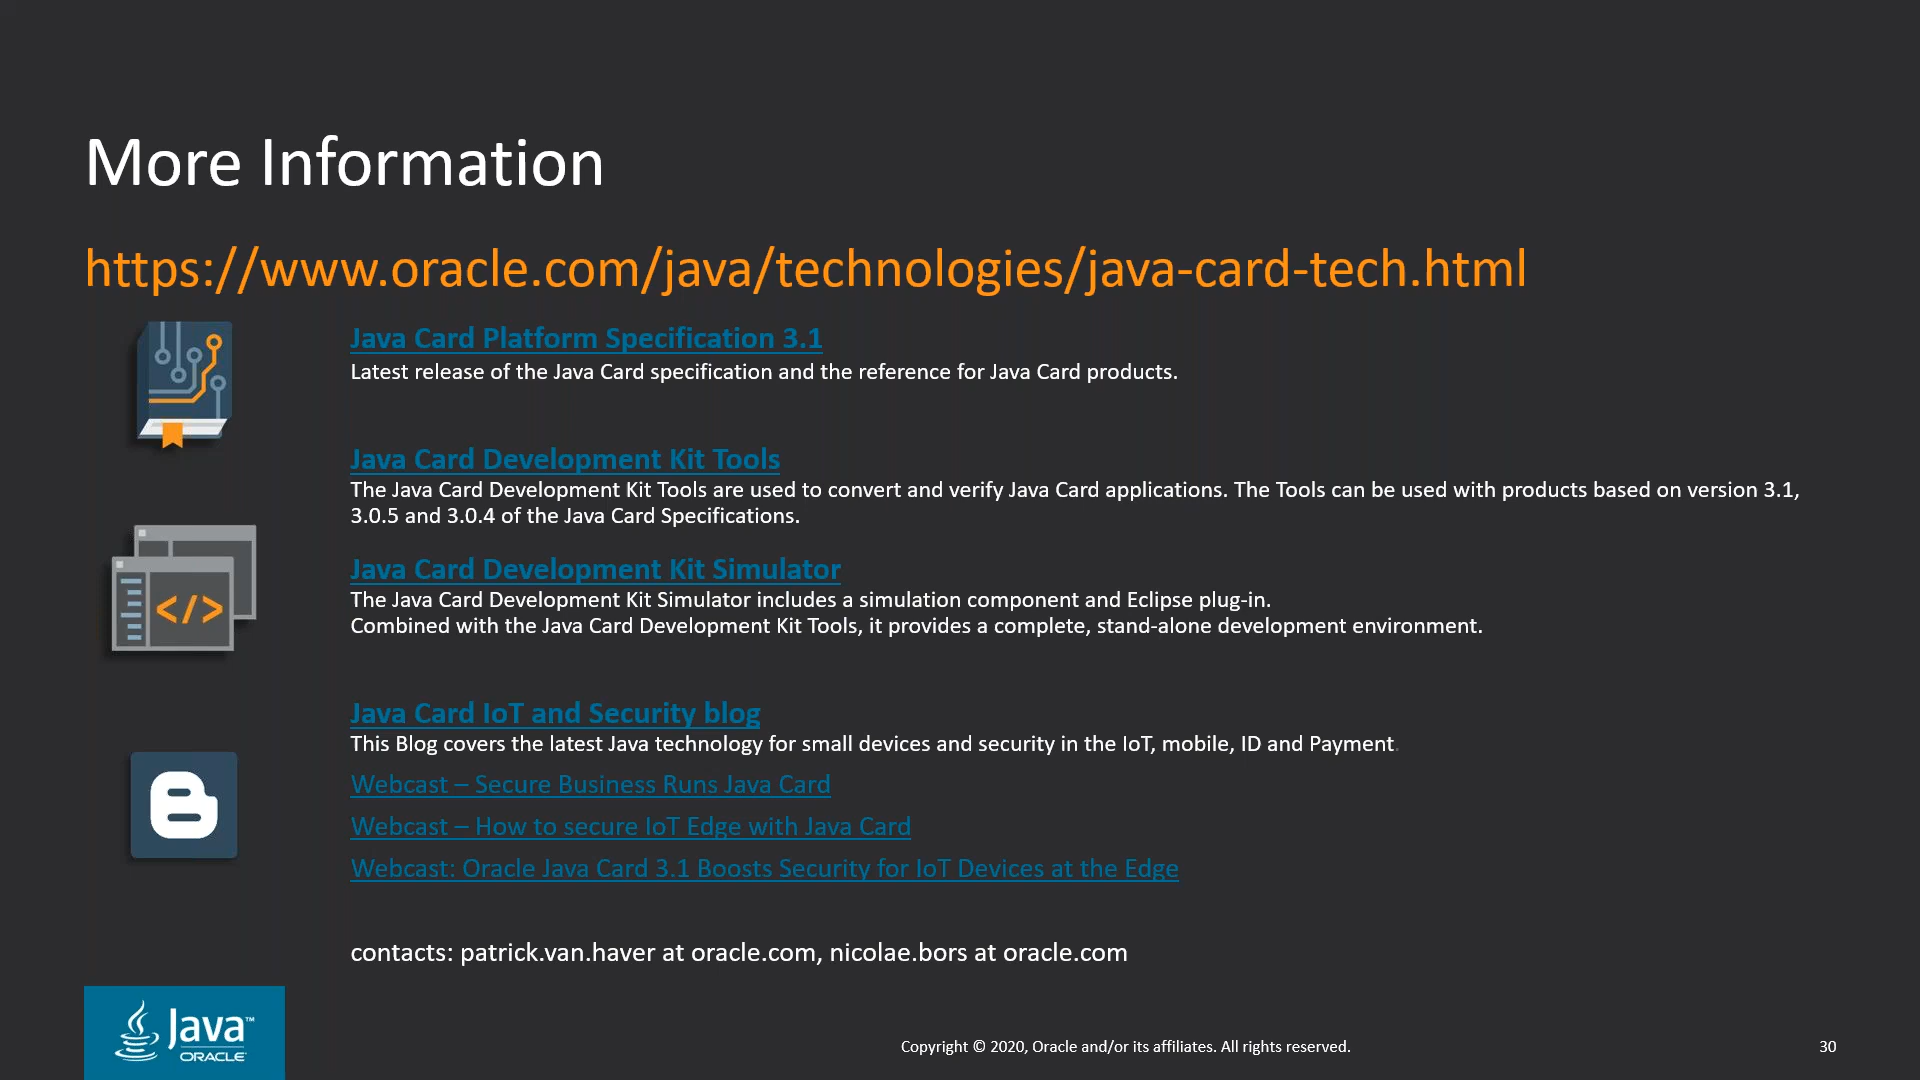 More Information
https://www.oracle.com/java/technologies/java-card-tech.html
Java Card Platform Specification 3.1
Latest release of the Java Card specification and the reference for Java Card products.
Java Card Development Kit Tools
The Java Card Development Kit Tools are used to convert and verify Java Card applications. The Tools can be used with products based on version 3.1,
3.0.5 and 3.0.4 of the Java Card Specifications.
</>
Java Card Development Kit Simulator
The Java Card Development Kit Simulator includes a simulation component and Eclipse plug-in.
Combined with the Java Card Development Kit Tools, it provides a complete, stand-alone development environment.
Java Card IoT and Security blog
This Blog covers the latest Java technology for small devices and security in the IoT, mobile, ID and Payment.
Webcast – Secure Business Runs Java Card
Webcast – How to secure IoT Edge with Java Card
Webcast: Oracle Java Card 3.1 Boosts Security for IoT Devices at the Edge
contacts: patrick.van.haver at oracle.com, nicolae.bors at oracle.com
Java™
ORACLE
Copyright © 2020, Oracle and/or its affiliates. All rights reserved.
30